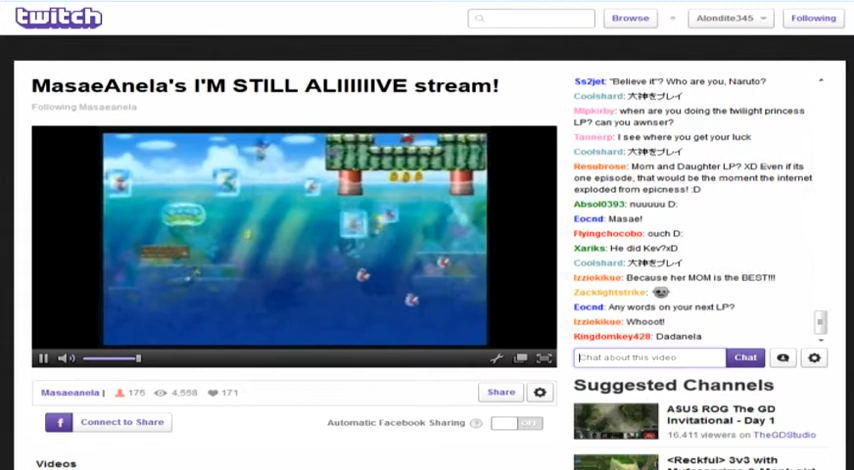 twitch
Browse
Alondite345
Following
MasaeAnela's I'M STILL ALIIIIIIVE stream!
Following Masaeanela
Ss2jet: "Believe it"? Who are you, Naruto?
Coolshard: 大神をプレイ
Mlpkirby: when are you doing the twilight princess
LP? can you awnser?
Tannerp: I see where you get your luck
Coolshard: 大神をプレイ
Resubrose: Mom and Daughter LP? XD Even if its
one episode, that would be the moment the internet
exploded from epicness! :D
Absol0393: nuuuuu D:
Eocnd: Masae!
Flyingchocobo: ouch D:
Xariks: He did Kev?xD
Coolshard: 大神をプレイ
Izziekikue: Because her MOM is the BEST!!!
Zacklightstrike:
Eocnd: Any words on your next LP?
Izziekikue: Whooot!
Kingdomkey428: Dadanela
Chat about this video
Chat
Masaeanela |
175
4,558
171
Share
f Connect to Share
Automatic Facebook Sharing ?
OFF
Suggested Channels
ASUS ROG The GD
Invitational - Day 1
16,411 viewers on TheGDStudio
Videos
<Reckful> 3v3 with